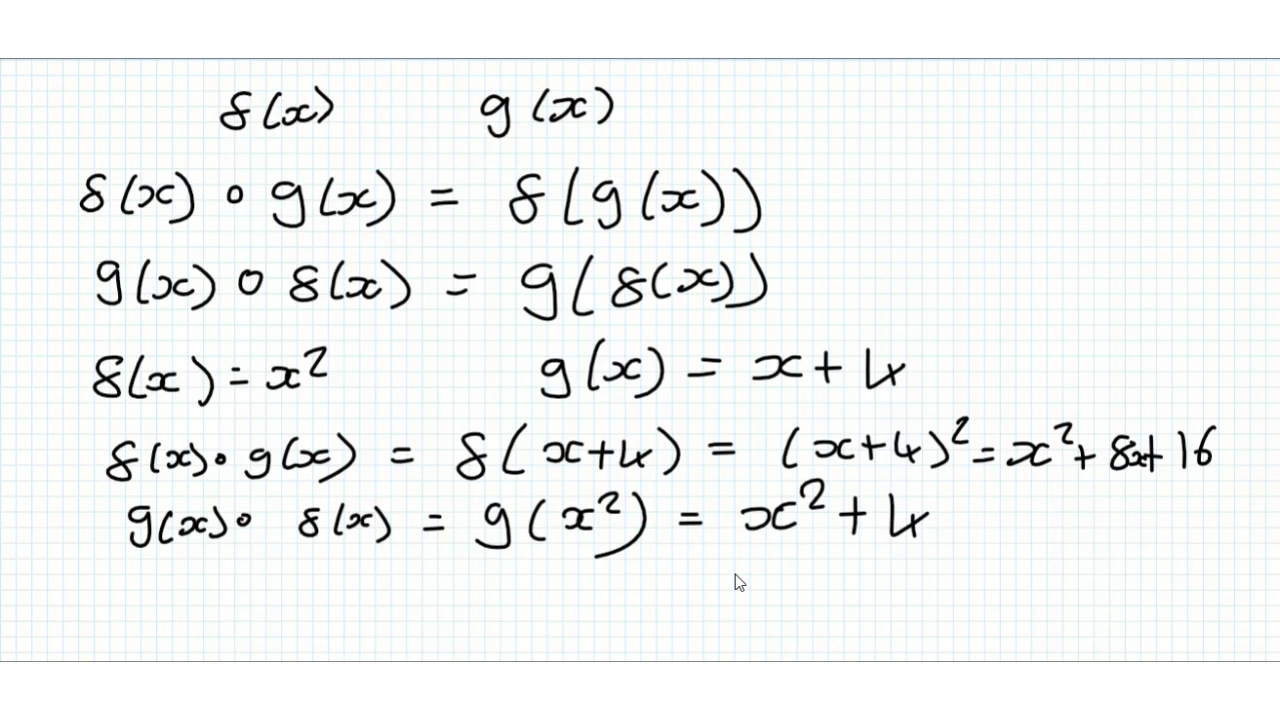 f(x) g(x)
f(x) ∘ g(x) = f(g(x))
g(x) ∘ f(x) = g(f(x))
f(x) = x² g(x) = x + 4
f(x) ∘ g(x) = f(x+4) = (x+4)² = x² + 8x + 16
g(x) ∘ f(x) = g(x²) = x² + 4